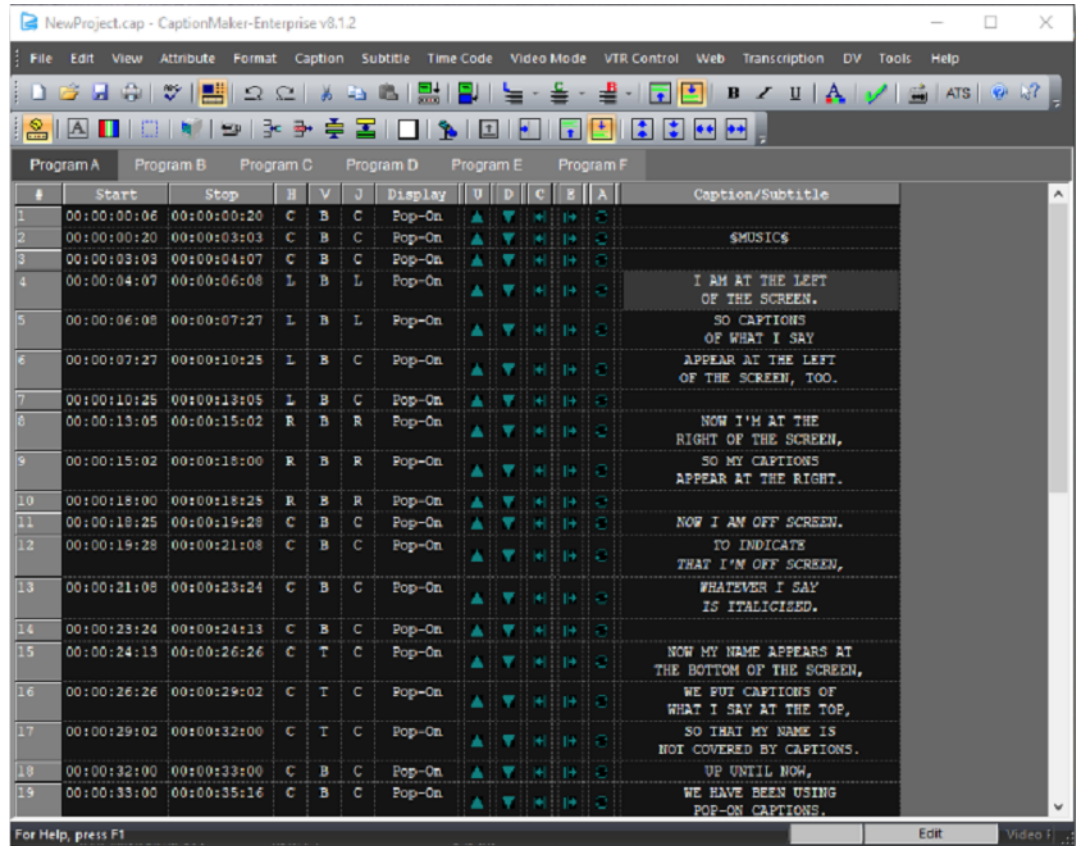 NewProject.cap - CaptionMaker-Enterprise v8.1.2
File Edit View Attribute Format Caption Subtitle Time Code Video Mode VTR Control Web Transcription DV Tools Help
B I U A ATS
A
Program A Program B Program C Program D Program E Program F
# Start Stop H V J Display U D C E A Caption/Subtitle
1 00:00:00:06 00:00:00:20 C B C Pop-On
2 00:00:00:20 00:00:03:03 C B C Pop-On $MUSIC$
3 00:00:03:03 00:00:04:07 C B C Pop-On
4 00:00:04:07 00:00:06:08 L B L Pop-On I AM AT THE LEFT
OF THE SCREEN.
5 00:00:06:08 00:00:07:27 L B L Pop-On SO CAPTIONS
OF WHAT I SAY
6 00:00:07:27 00:00:10:25 L B C Pop-On APPEAR AT THE LEFT
OF THE SCREEN, TOO.
7 00:00:10:25 00:00:13:05 L B C Pop-On
8 00:00:13:05 00:00:15:02 R B R Pop-On NOW I'M AT THE
RIGHT OF THE SCREEN,
9 00:00:15:02 00:00:18:00 R B R Pop-On SO MY CAPTIONS
APPEAR AT THE RIGHT.
10 00:00:18:00 00:00:18:25 R B R Pop-On
11 00:00:18:25 00:00:19:28 C B C Pop-On NOW I AM OFF SCREEN.
12 00:00:19:28 00:00:21:08 C B C Pop-On TO INDICATE
THAT I'M OFF SCREEN,
13 00:00:21:08 00:00:23:24 C B C Pop-On WHATEVER I SAY
IS ITALICIZED.
14 00:00:23:24 00:00:24:13 C B C Pop-On
15 00:00:24:13 00:00:26:26 C T C Pop-On NOW MY NAME APPEARS AT
THE BOTTOM OF THE SCREEN,
16 00:00:26:26 00:00:29:02 C T C Pop-On WE PUT CAPTIONS OF
WHAT I SAY AT THE TOP,
17 00:00:29:02 00:00:32:00 C T C Pop-On SO THAT MY NAME IS
NOT COVERED BY CAPTIONS.
18 00:00:32:00 00:00:33:00 C B C Pop-On UP UNTIL NOW,
19 00:00:33:00 00:00:35:16 C B C Pop-On WE HAVE BEEN USING
POP-ON CAPTIONS.
For Help, press F1 Edit Video